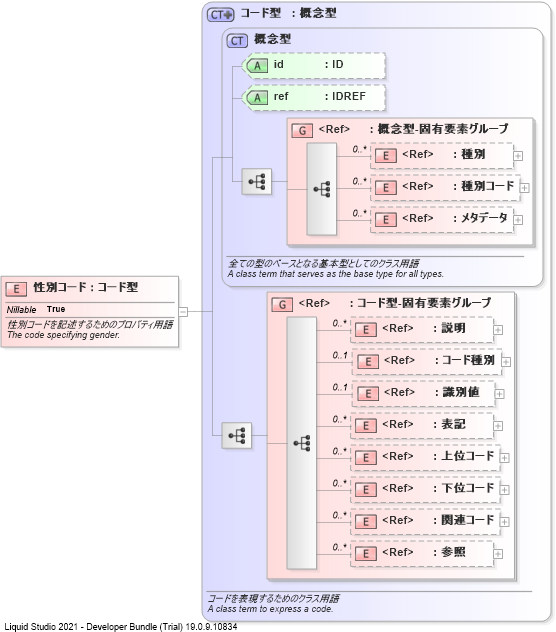 CT コード型 : 概念型
CT 概念型
A id : ID
A ref : IDREF
G <Ref> : 概念型-固有要素グループ
0..* E <Ref> : 種別
0..* E <Ref> : 種別コード
0..* E <Ref> : メタデータ
全ての型のベースとなる基本型としてのクラス用語
A class term that serves as the base type for all types.
E 性別コード : コード型
Nillable True
性別コードを記述するためのプロパティ用語
The code specifying gender.
G <Ref> : コード型-固有要素グループ
0..* E <Ref> : 説明
0..1 E <Ref> : コード種別
0..1 E <Ref> : 識別値
0..* E <Ref> : 表記
0..* E <Ref> : 上位コード
0..* E <Ref> : 下位コード
0..* E <Ref> : 関連コード
0..* E <Ref> : 参照
コードを表現するためのクラス用語
A class term to express a code.
Liquid Studio 2021 - Developer Bundle (Trial) 19.0.9.10834